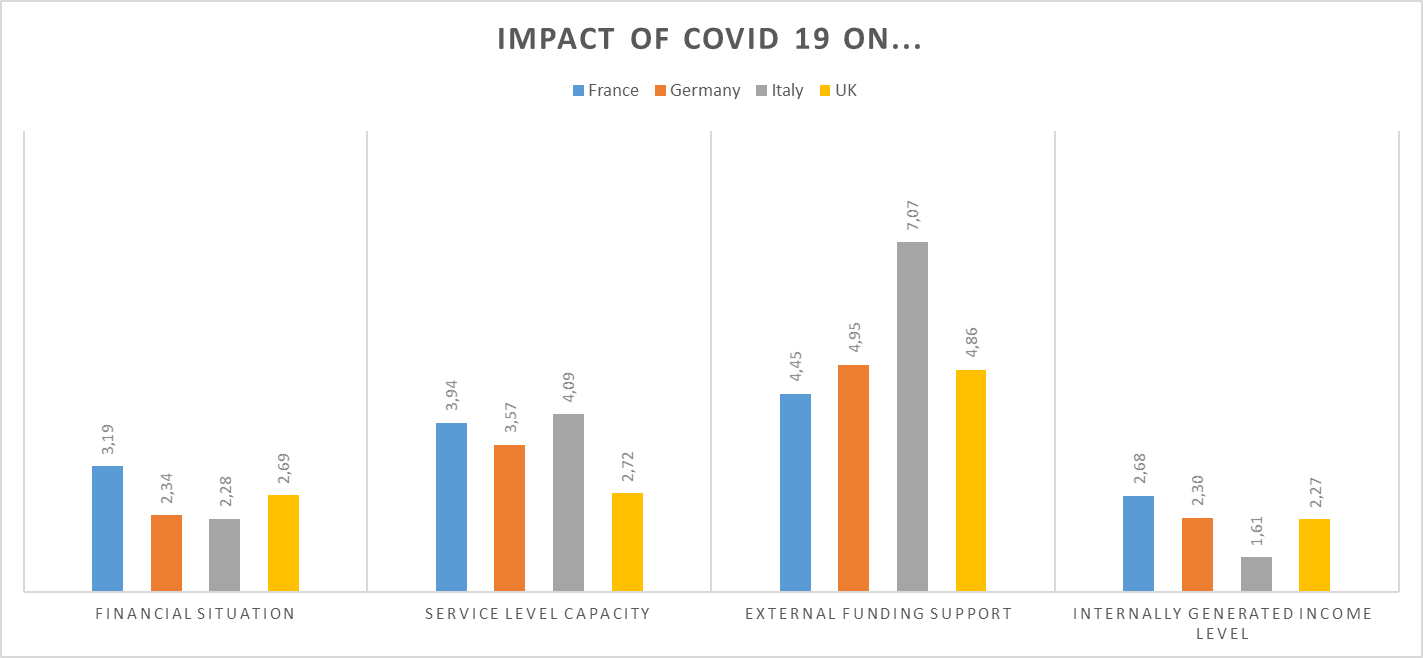 IMPACT OF COVID 19 ON...
France Germany Italy UK
3,19 2,34 2,28 2,69
3,94 3,57 4,09 2,72
4,45 4,95 7,07 4,86
2,68 2,30 1,61 2,27
FINANCIAL SITUATION SERVICE LEVEL CAPACITY EXTERNAL FUNDING SUPPORT INTERNALLY GENERATED INCOME
LEVEL